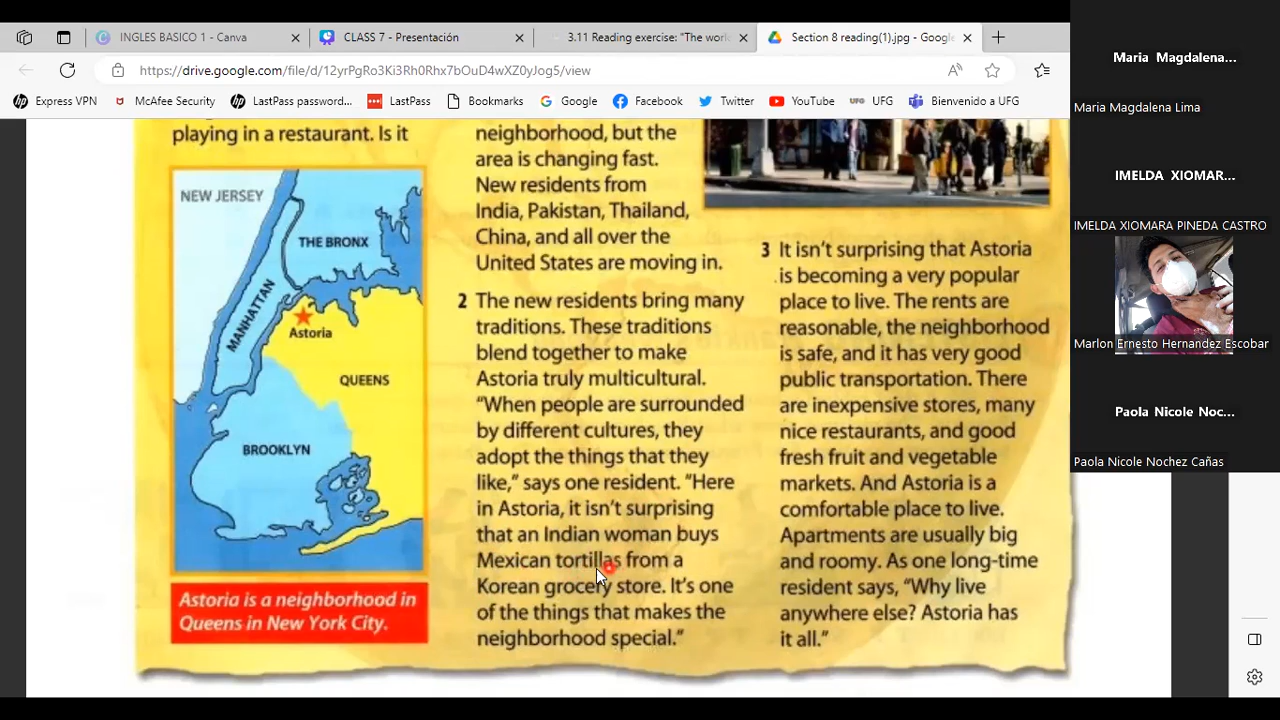 INGLES BASICO 1 - Canva
CLASS 7 - Presentación
3.11 Reading exercise: "The worl
Section 8 reading(1).jpg - Google
https://drive.google.com/file/d/12yrPgRo3Ki3Rh0Rhx7bOuD4wXZ0yJog5/view
Express VPN
McAfee Security
LastPass password...
LastPass
Bookmarks
Google
Facebook
Twitter
YouTube
UFG
Bienvenido a UFG
playing in a restaurant. Is it
NEW JERSEY
THE BRONX
MANHATTAN
Astoria
QUEENS
BROOKLYN
Astoria is a neighborhood in
Queens in New York City.
neighborhood, but the
area is changing fast.
New residents from
India, Pakistan, Thailand,
China, and all over the
United States are moving in.
2 The new residents bring many
traditions. These traditions
blend together to make
Astoria truly multicultural.
"When people are surrounded
by different cultures, they
adopt the things that they
like," says one resident. "Here
in Astoria, it isn't surprising
that an Indian woman buys
Mexican tortillas from a
Korean grocery store. It's one
of the things that makes the
neighborhood special."
3 It isn't surprising that Astoria
is becoming a very popular
place to live. The rents are
reasonable, the neighborhood
is safe, and it has very good
public transportation. There
are inexpensive stores, many
nice restaurants, and good
fresh fruit and vegetable
markets. And Astoria is a
comfortable place to live.
Apartments are usually big
and roomy. As one long-time
resident says, "Why live
anywhere else? Astoria has
it all."
Maria Magdalena...
Maria Magdalena Lima
IMELDA XIOMAR...
IMELDA XIOMARA PINEDA CASTRO
Marlon Ernesto Hernandez Escobar
Paola Nicole Noc...
Paola Nicole Nochez Cañas